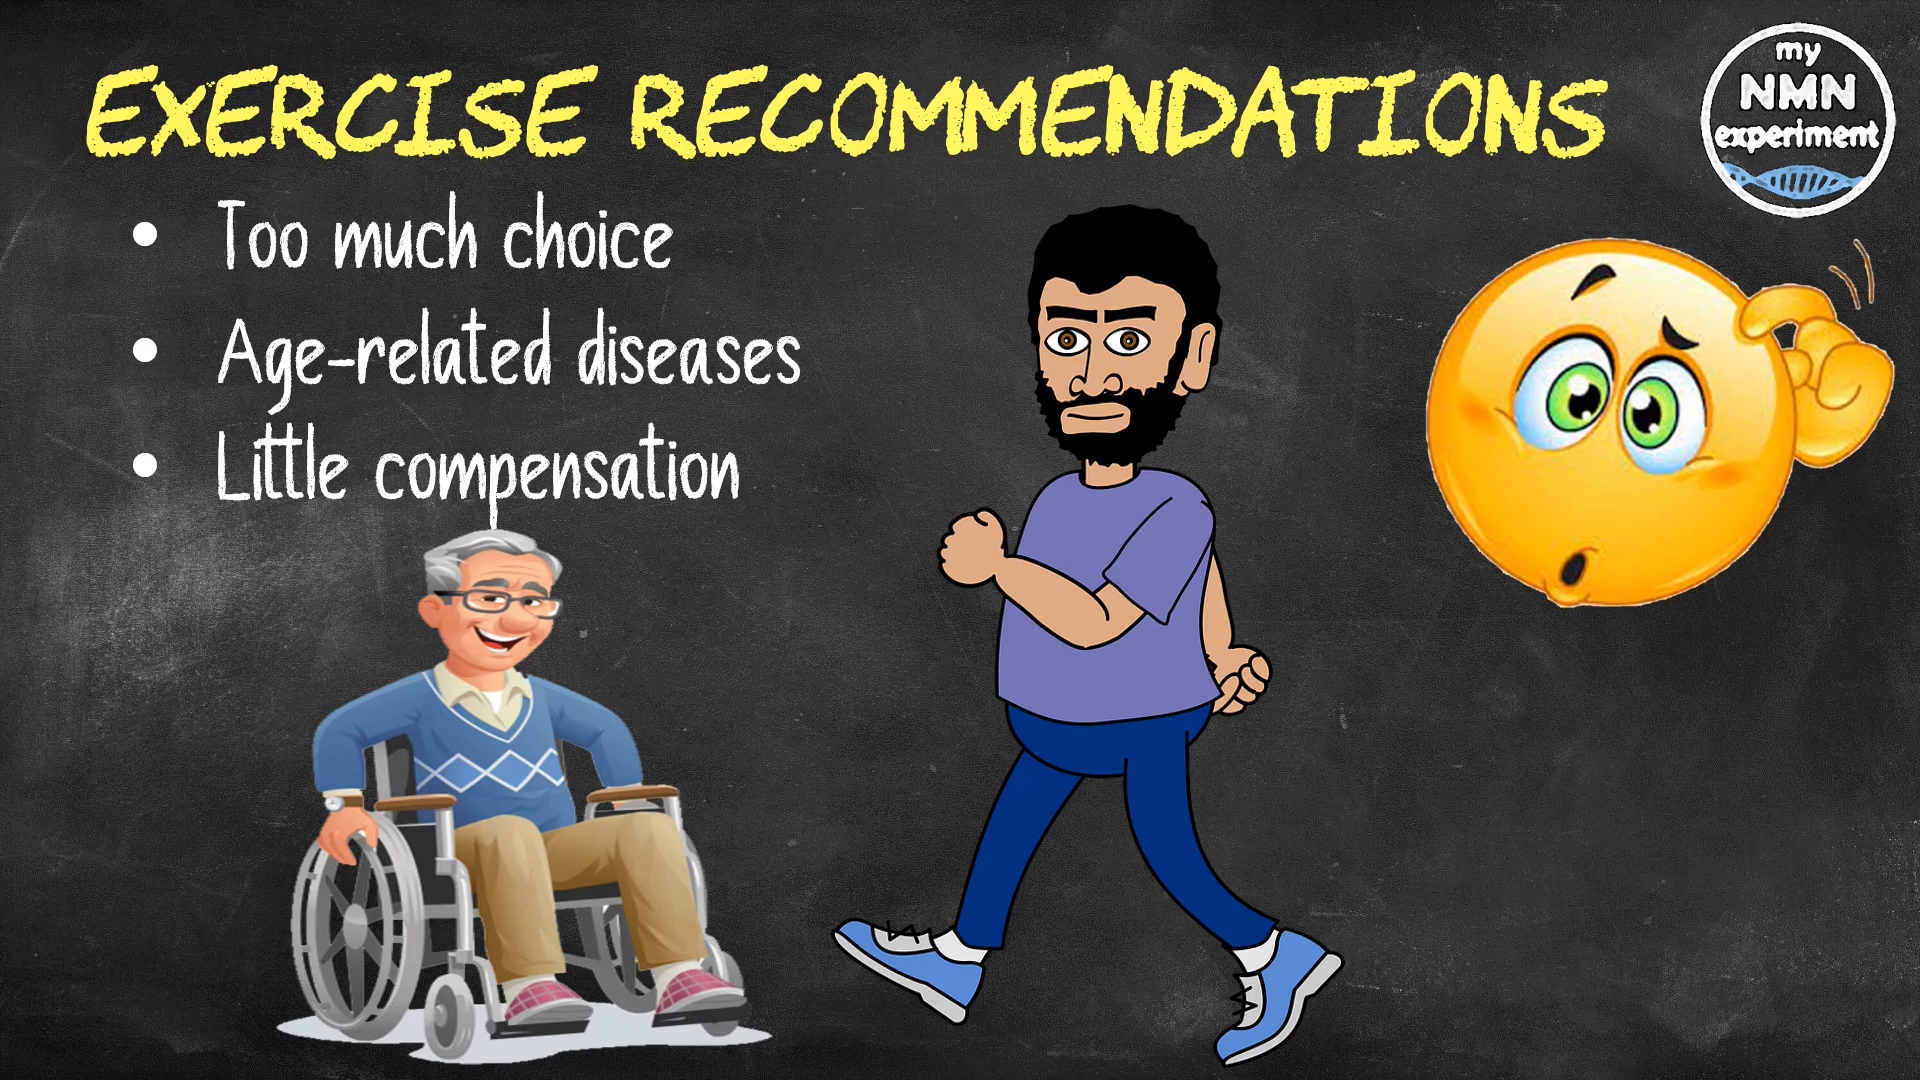 EXERCISE RECOMMENDATIONS
my
NMN
experiment
• Too much choice
• Age-related diseases
• Little compensation